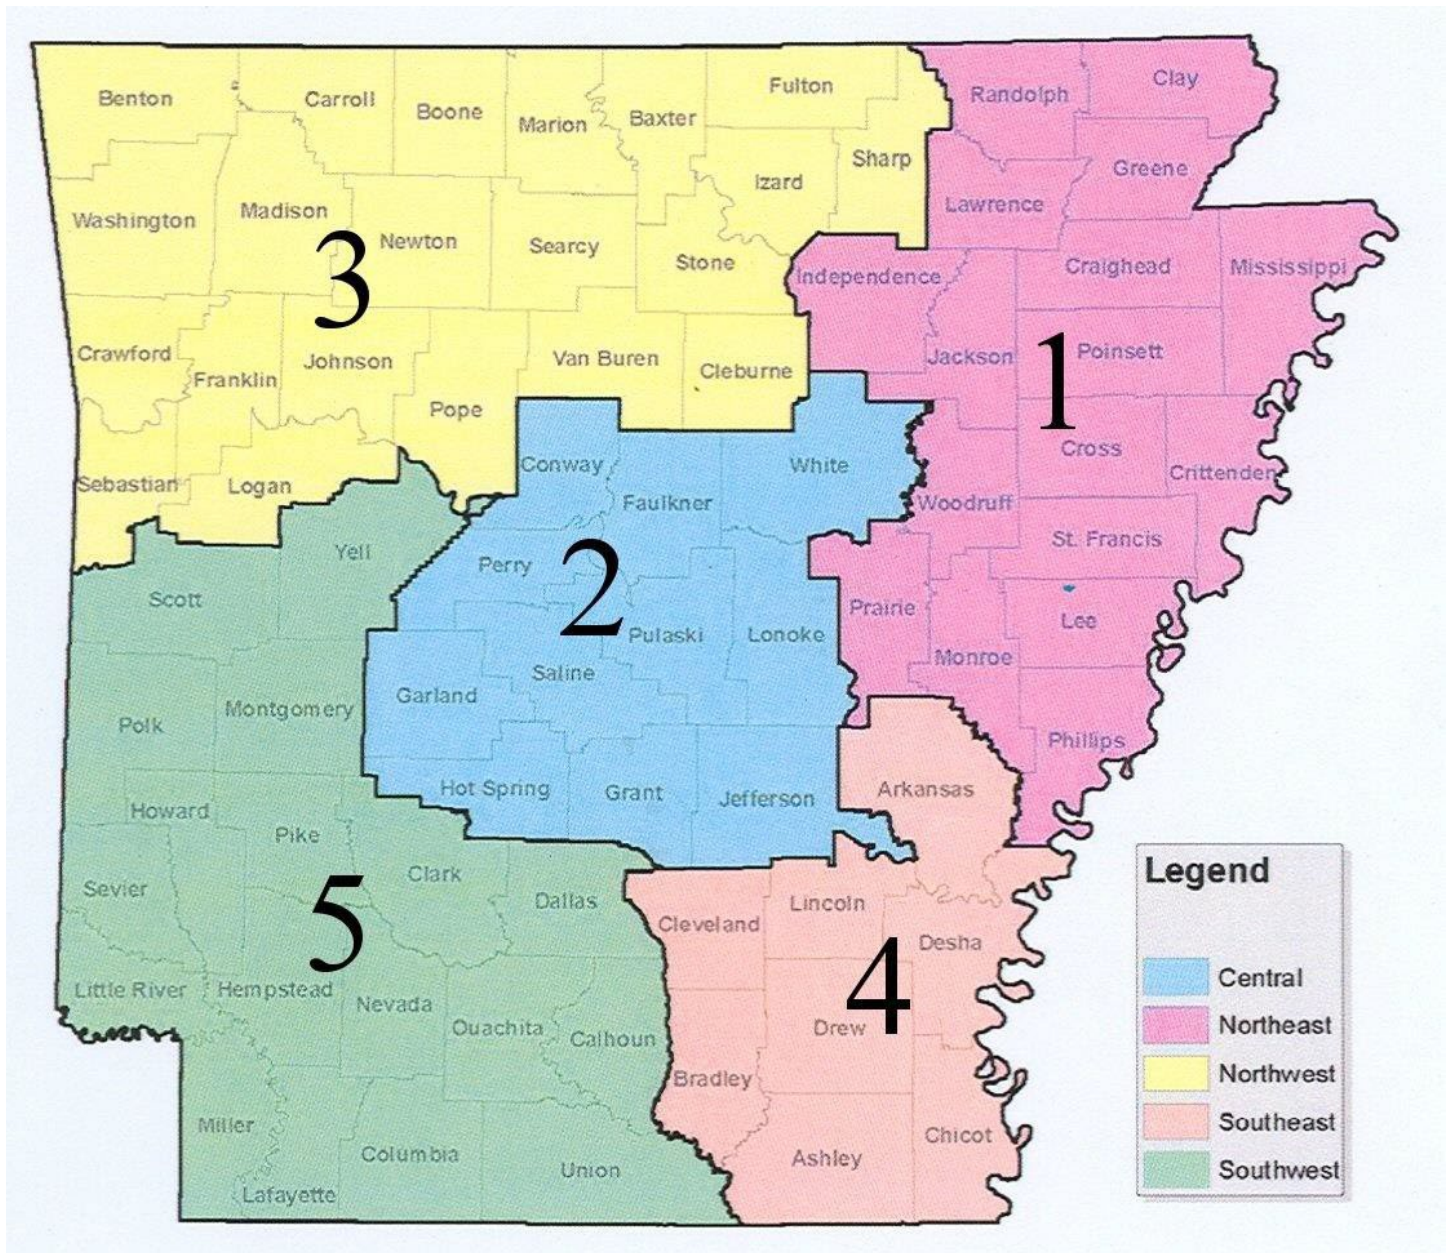 Benton
Carroll
Boone
Marion
Baxter
Fulton
Sharp
Izard
Washington
Madison
Newton
Searcy
Stone
3
Crawford
Franklin
Johnson
Pope
Van Buren
Cleburne
Sebastian
Logan
Randolph
Clay
Greene
Lawrence
Independence
Craighead
Mississippi
Jackson
1
Poinsett
Cross
Crittenden
Woodruff
St. Francis
Prairie
Lee
Monroe
Phillips
Conway
White
Faulkner
Perry
2
Pulaski
Lonoke
Saline
Garland
Hot Spring
Grant
Jefferson
Yell
Scott
Polk
Montgomery
Howard
Pike
Clark
Dallas
Sevier
5
Little River
Hempstead
Nevada
Ouachita
Calhoun
Miller
Columbia
Union
Lafayette
Arkansas
Cleveland
Lincoln
Desha
4
Drew
Bradley
Ashley
Chicot
Legend
Central
Northeast
Northwest
Southeast
Southwest